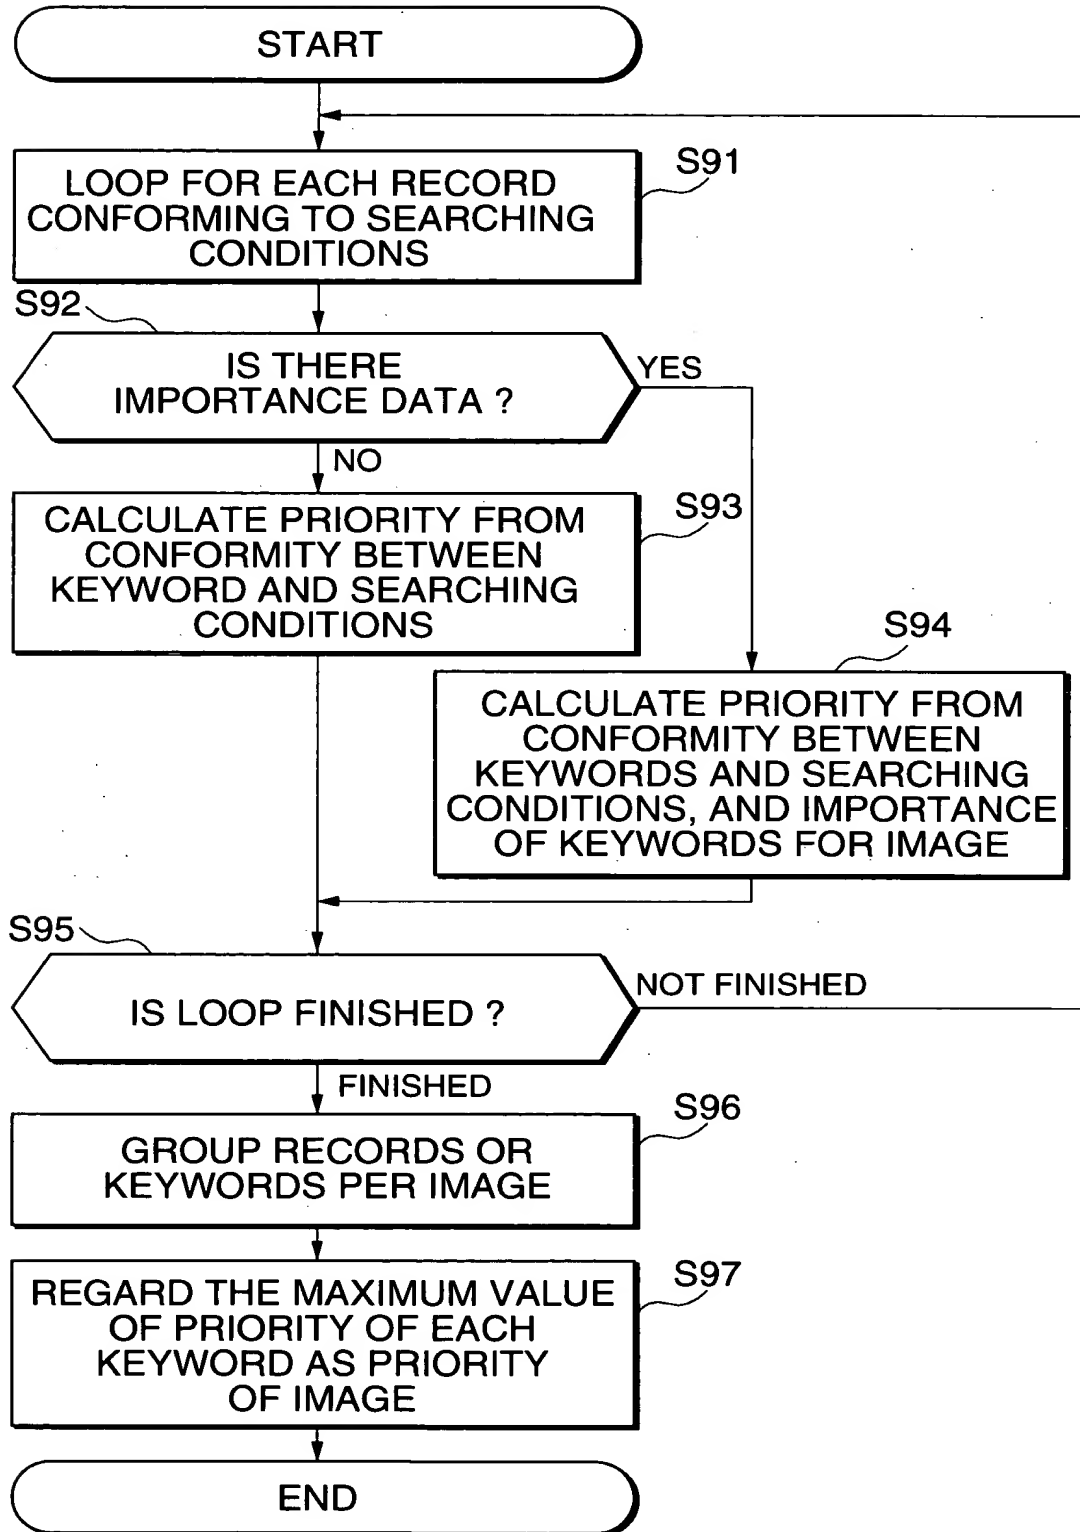 START
S91
LOOP FOR EACH RECORD
CONFORMING TO SEARCHING
CONDITIONS
S92
IS THERE
IMPORTANCE DATA ?
YES
NO
S93
CALCULATE PRIORITY FROM
CONFORMITY BETWEEN
KEYWORD AND SEARCHING
CONDITIONS
S94
CALCULATE PRIORITY FROM
CONFORMITY BETWEEN
KEYWORDS AND SEARCHING
CONDITIONS, AND IMPORTANCE
OF KEYWORDS FOR IMAGE
S95
IS LOOP FINISHED ?
NOT FINISHED
FINISHED
S96
GROUP RECORDS OR
KEYWORDS PER IMAGE
S97
REGARD THE MAXIMUM VALUE
OF PRIORITY OF EACH
KEYWORD AS PRIORITY
OF IMAGE
END